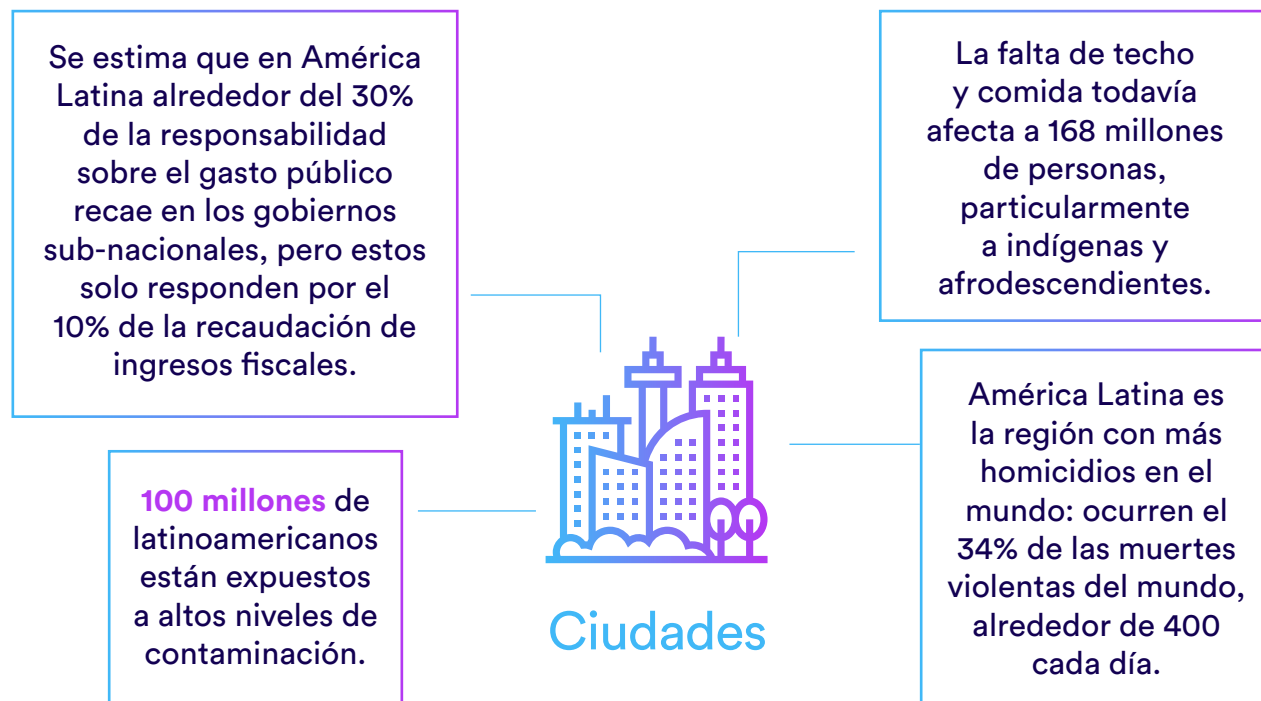 Se estima que en América
Latina alrededor del 30%
de la responsabilidad
sobre el gasto público
recae en los gobiernos
sub-nacionales, pero estos
solo responden por el
10% de la recaudación de
ingresos fiscales.
La falta de techo
y comida todavía
afecta a 168 millones
de personas,
particularmente
a indígenas y
afrodescendientes.
100 millones de
latinoamericanos
están expuestos
a altos niveles de
contaminación.
América Latina es
la región con más
homicidios en el
mundo: ocurren el
34% de las muertes
violentas del mundo,
alrededor de 400
cada día.
Ciudades